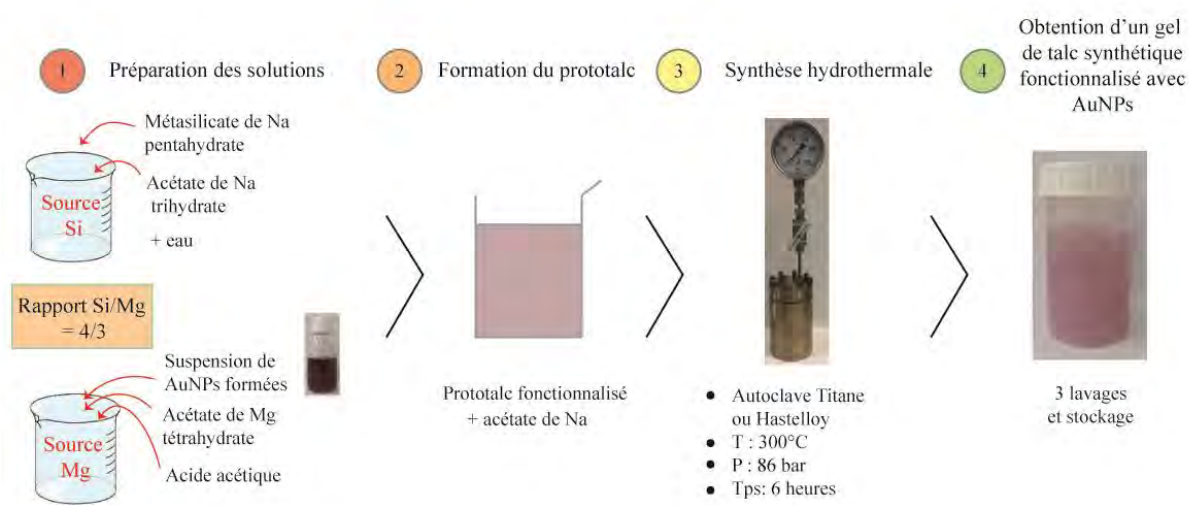 1
Préparation des solutions
Métasilicate de Na
pentahydrate
Acétate de Na
trihydrate
+ eau
Source
Si
Rapport Si/Mg
= 4/3
Suspension de
AuNPs formées
Acétate de Mg
tétrahydrate
Acide acétique
Source
Mg
2
Formation du prototalc
Prototalc fonctionnalisé
+ acétate de Na
3
Synthèse hydrothermale
● Autoclave Titane
ou Hastelloy
● T : 300°C
● P : 86 bar
● Tps: 6 heures
4
Obtention d'un gel
de talc synthétique
fonctionnalisé avec
AuNPs
3 lavages
et stockage